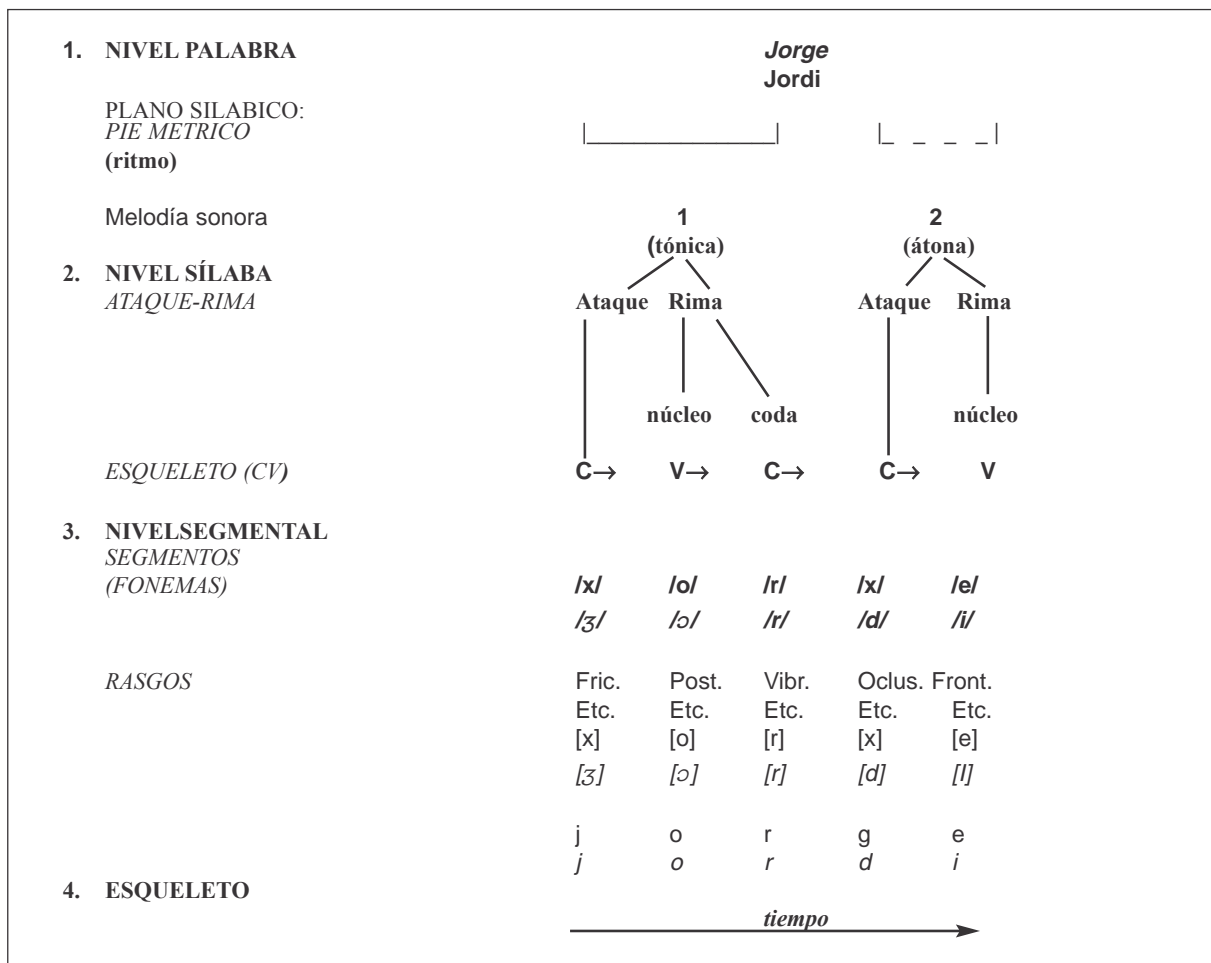 1. NIVEL PALABRA Jorge
Jordi
PLANO SILABICO:
PIE METRICO |_______________| |_ _ _ _|
(ritmo)
Melodía sonora 1 2
(tónica) (átona)
2. NIVEL SÍLABA
ATAQUE-RIMA Ataque Rima Ataque Rima
núcleo coda núcleo
ESQUELETO (CV) C→ V→ C→ C→ V
3. NIVELSEGMENTAL
SEGMENTOS
(FONEMAS) /x/ /o/ /r/ /x/ /e/
/ʒ/ /ɔ/ /r/ /d/ /i/
RASGOS Fric. Post. Vibr. Oclus. Front.
Etc. Etc. Etc. Etc. Etc.
[x] [o] [r] [x] [e]
[ʒ] [ɔ] [r] [d] [I]
j o r g e
j o r d i
4. ESQUELETO
tiempo